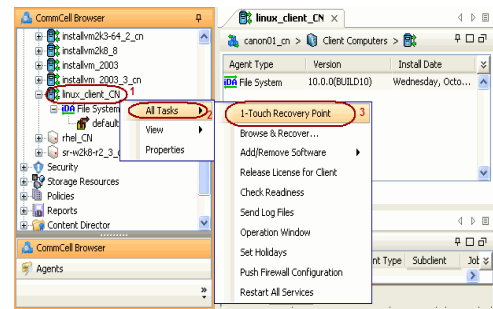 CommCell Browser
installvm2k3-64_2_cn
installvm2k8_8
installvm_2003
installvm_2003_3_cn
linux_client_CN
1
File System
default
rhel_CN
sr-w2k8-r2_3_
Security
Storage Resources
Policies
Reports
Content Director
CommCell Browser
Agents
All Tasks
2
View
Properties
1-Touch Recovery Point
3
Browse & Recover...
Add/Remove Software
Release License for Client
Check Readiness
Send Log Files
Operation Window
Set Holidays
Push Firewall Configuration
Restart All Services
linux_client_CN
canon01_cn > Client Computers >
Agent Type Version Install Date
iDA File System 10.0.0(BUILD10) Wednesday, Octo...
nt Type Subclient Jot